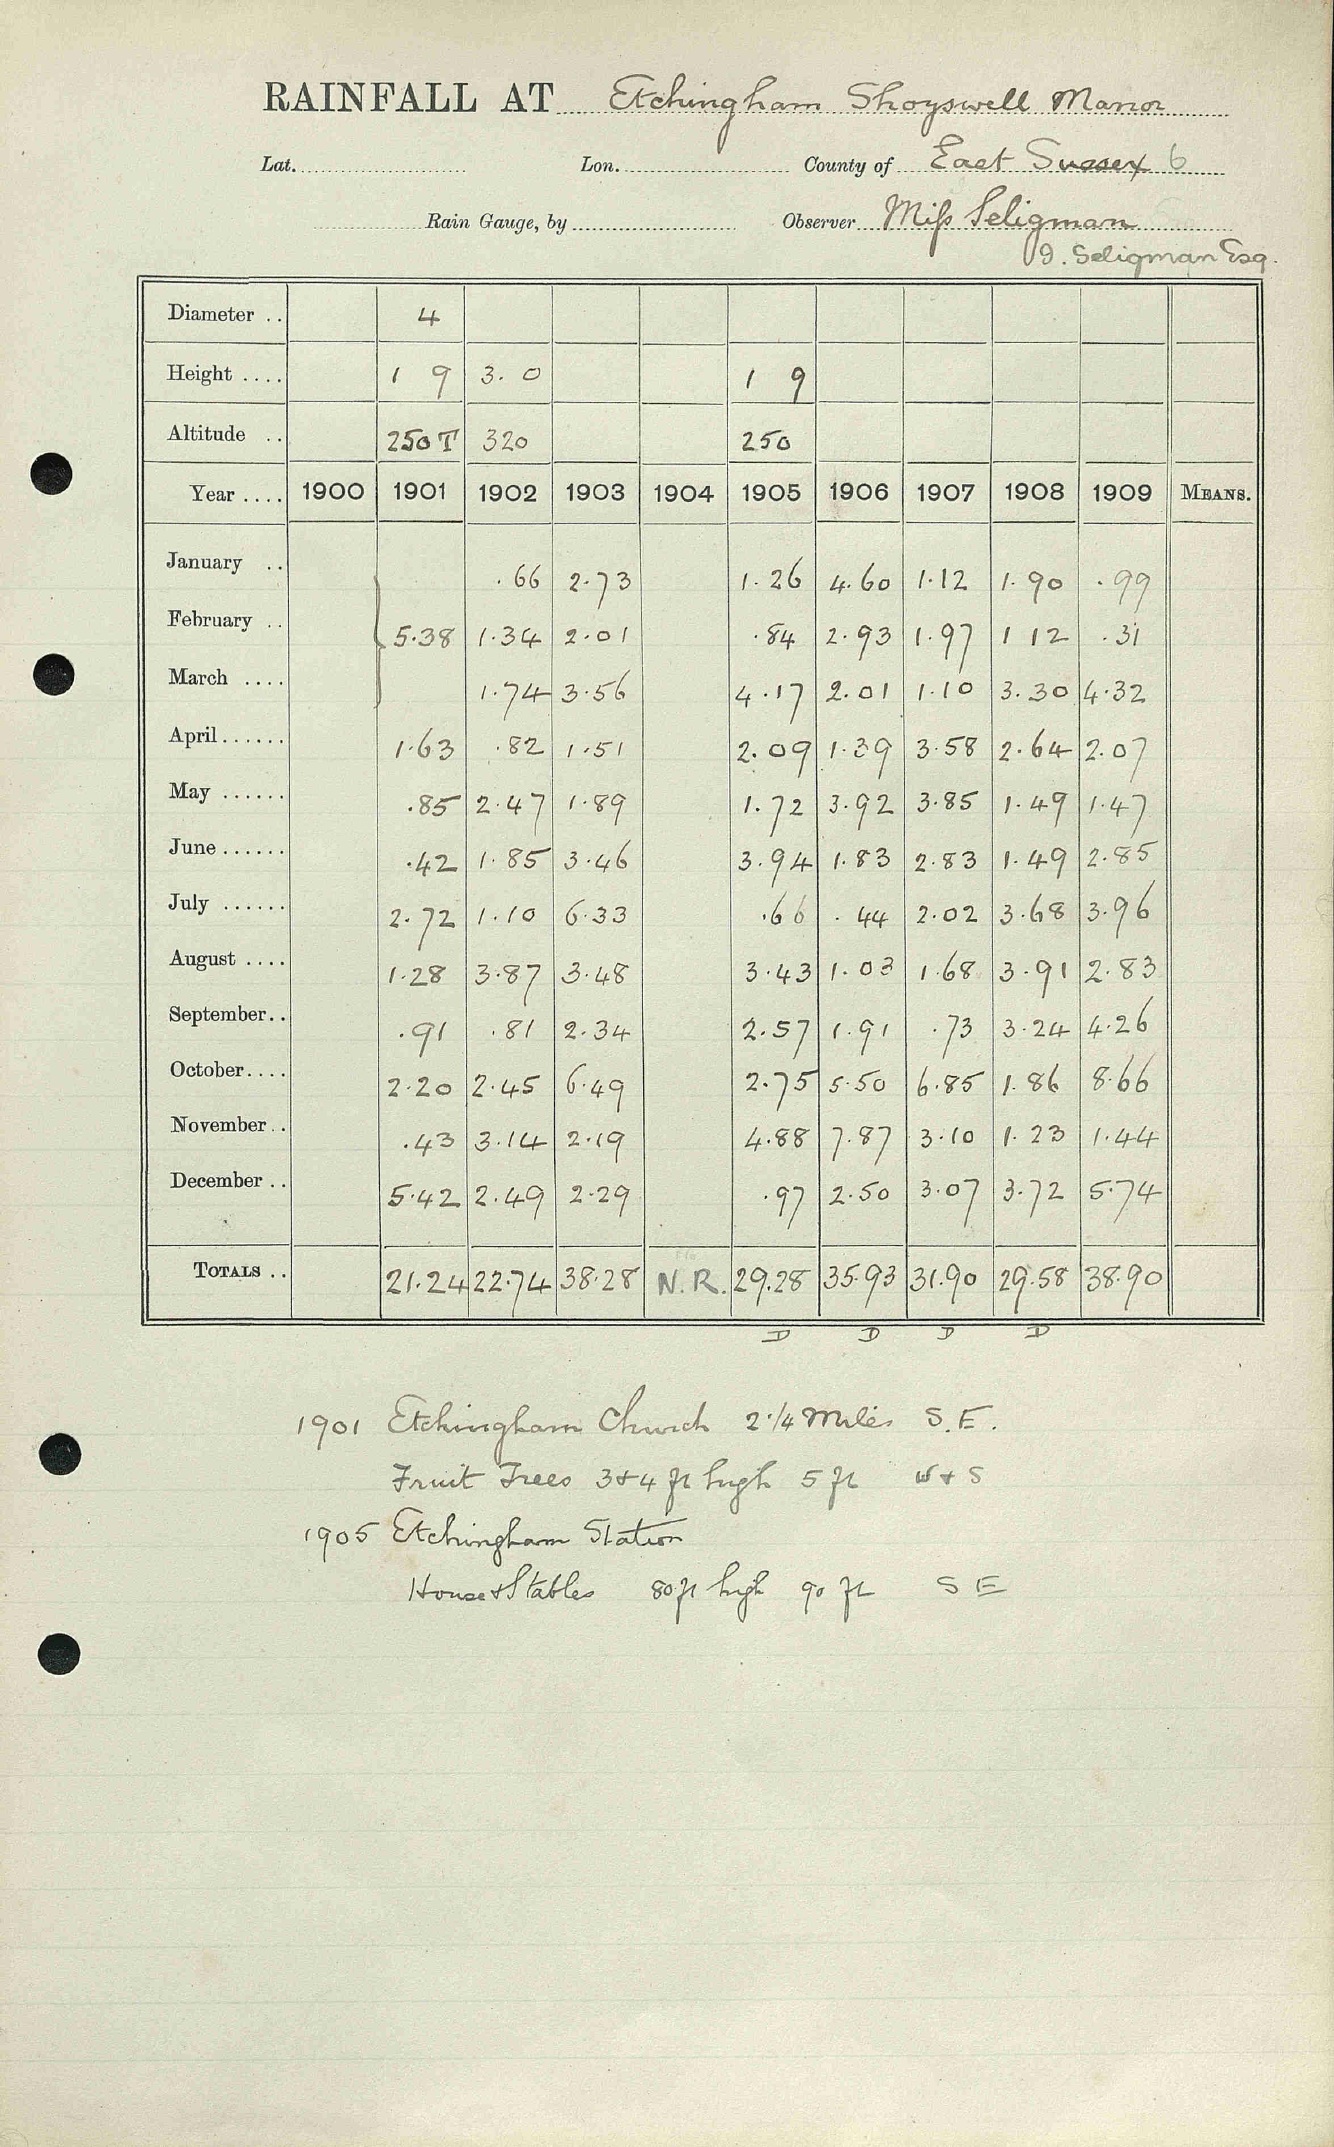 RAINFALL AT Etchingham Shoyswell Manor
Lat. Lon. County of East Sussex 6
Rain Gauge, by Observer Miss Seligman
Seligman Esq.
Diameter .. 4
Height .... 1 9 3. 0 1 9
Altitude .. 250 T 320 250
Year .... 1900 1901 1902 1903 1904 1905 1906 1907 1908 1909 MEANS.
January .. .66 2.73 1.26 4.60 1.12 1.90 .99
February .. } 5.38 1.34 2.01 .84 2.93 1.97 1 12 .31
March .... 1.74 3.56 4.17 2.01 1.10 3.30 4.32
April...... 1.63 .82 1.51 2.09 1.39 3.58 2.64 2.07
May ...... .85 2.47 1.89 1.72 3.92 3.85 1.49 1.47
June...... .42 1.85 3.46 3.94 1.83 2.83 1.49 2.85
July ...... 2.72 1.10 6.33 .66 .44 2.02 3.68 3.96
August .... 1.28 3.87 3.48 3.43 1.03 1.68 3.91 2.83
September.. .91 .81 2.34 2.57 1.91 .73 3.24 4.26
October.... 2.20 2.45 6.49 2.75 5.50 6.85 1.86 8.66
November .. .43 3.14 2.19 4.88 7.87 3.10 1.23 1.44
December .. 5.42 2.49 2.29 .97 2.50 3.07 3.72 5.74
TOTALS .. 21.24 22.74 38.28 N.R. 29.28 35.93 31.90 29.58 38.90
D D D D
1901 Etchingham Church 2 1/4 Miles S.E.
Fruit Trees 3 & 4 ft high 5 ft W & S
1905 Etchingham Station
House & Stables 80 ft high 90 ft S E